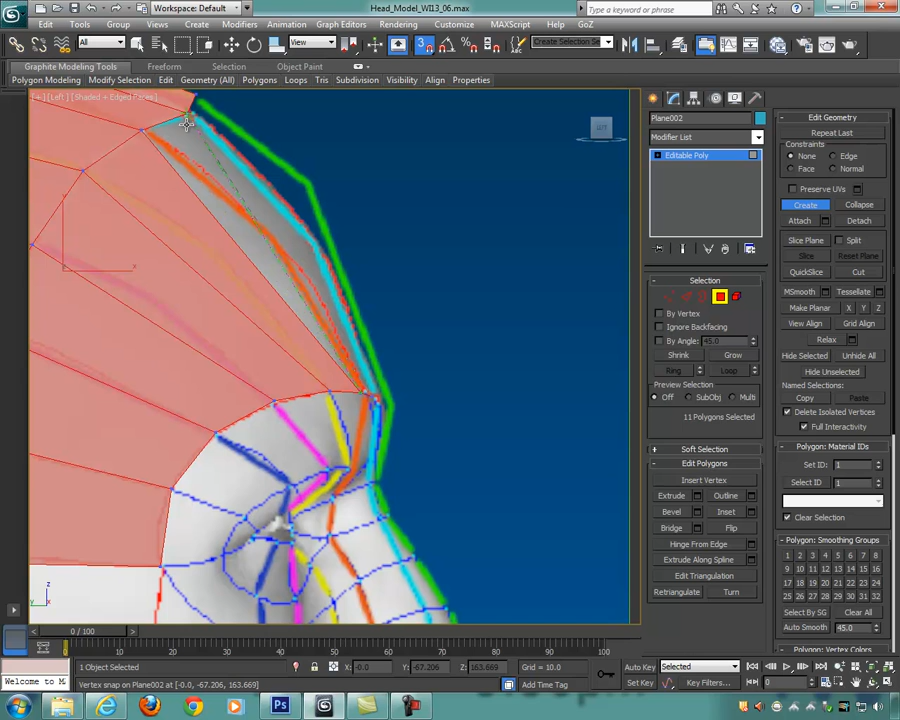 Workspace: Default
Head_Model_WI13_06.max
Type a keyword or phrase
Edit Tools Group Views Create Modifiers Animation Graph Editors Rendering Customize MAXScript Help GoZ
All
View
Create Selection Se
Graphite Modeling Tools Freeform Selection Object Paint
Polygon Modeling Modify Selection Edit Geometry (All) Polygons Loops Tris Subdivision Visibility Align Properties
[ + ] [Left ] [Shaded + Edged Faces ]
LEFT
Plane002
Modifier List
Editable Poly
Selection
By Vertex
Ignore Backfacing
By Angle: 45.0
Shrink Grow
Ring Loop
Preview Selection
Off SubObj Multi
11 Polygons Selected
Soft Selection
Edit Polygons
Insert Vertex
Extrude Outline
Bevel Inset
Bridge Flip
Hinge From Edge
Extrude Along Spline
Edit Triangulation
Retriangulate Turn
Edit Geometry
Repeat Last
Constraints
None Edge
Face Normal
Preserve UVs
Create Collapse
Attach Detach
Slice Plane Split
Slice Reset Plane
QuickSlice Cut
MSmooth Tessellate
Make Planar X Y Z
View Align Grid Align
Relax
Hide Selected Unhide All
Hide Unselected
Named Selections:
Copy Paste
Delete Isolated Vertices
Full Interactivity
Polygon: Material IDs
Set ID: 1
Select ID 1
Clear Selection
Polygon: Smoothing Groups
1 2 3 4 5 6 7 8
9 10 11 12 13 14 15 16
17 18 19 20 21 22 23 24
25 26 27 28 29 30 31 32
Select By SG Clear All
Auto Smooth 45.0
Polygon: Vertex Colors
0 / 100
0 10 20 30 40 50 60 70 80 90 100
1 Object Selected
X: -0.0 Y: -67.206 Z: 163.669 Grid = 10.0
Auto Key Selected
Welcome to M
Vertex snap on Plane002 at [-0.0, -67.206, 163.669]
Add Time Tag
Set Key Key Filters...
0